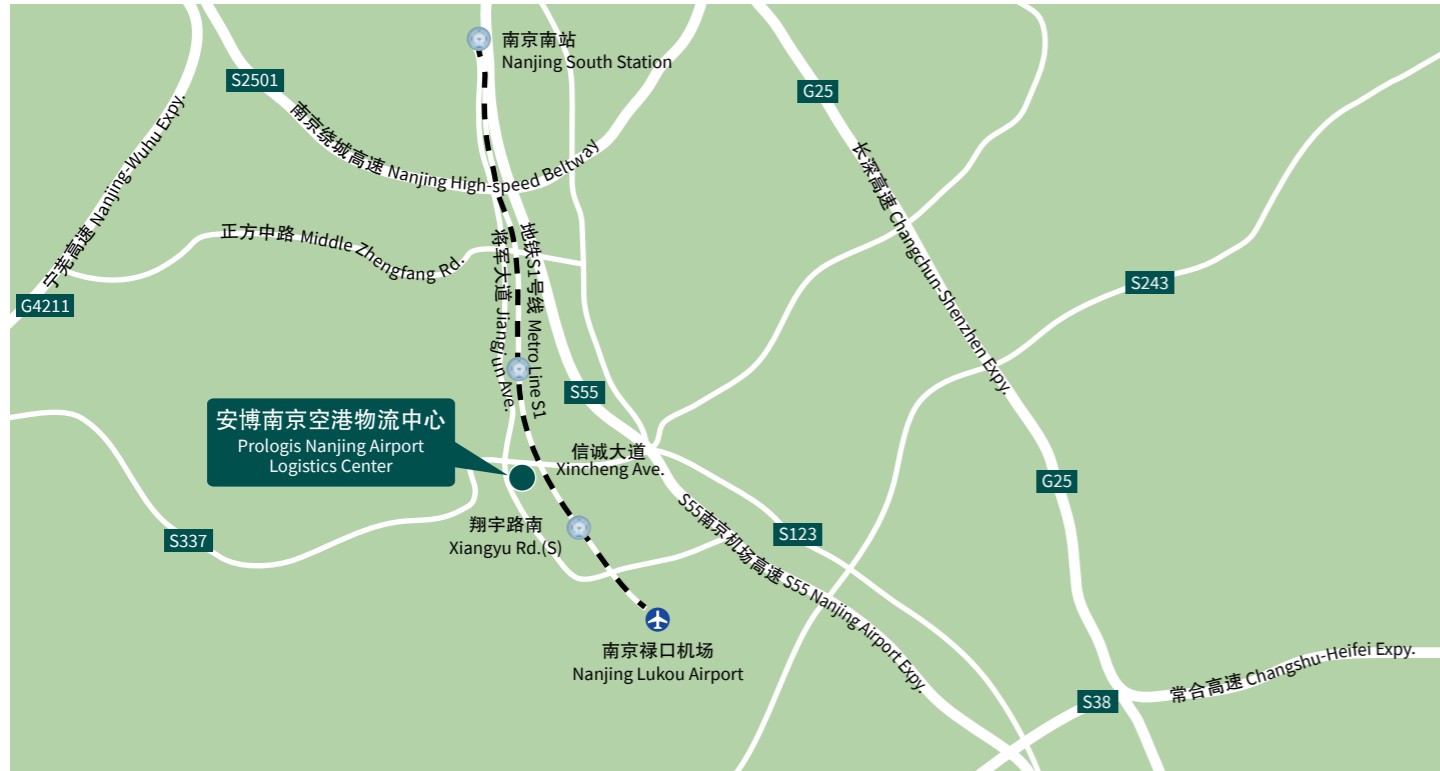 南京南站
Nanjing South Station
S2501
G25
南京绕城高速 Nanjing High-speed Beltway
宁芜高速 Nanjing-Wuhu Expy.
长深高速 Changchun-Shenzhen Expy.
正方中路 Middle Zhengfang Rd.
地铁S1号线 Metro Line S1
将军大道 Jiangjun Ave.
S243
G4211
S55
安博南京空港物流中心
Prologis Nanjing Airport
Logistics Center
信诚大道
Xincheng Ave.
G25
S337
翔宇路南
Xiangyu Rd.(S)
S123
S55南京机场高速 S55 Nanjing Airport Expy.
南京禄口机场
Nanjing Lukou Airport
常合高速 Changshu-Heifei Expy.
S38